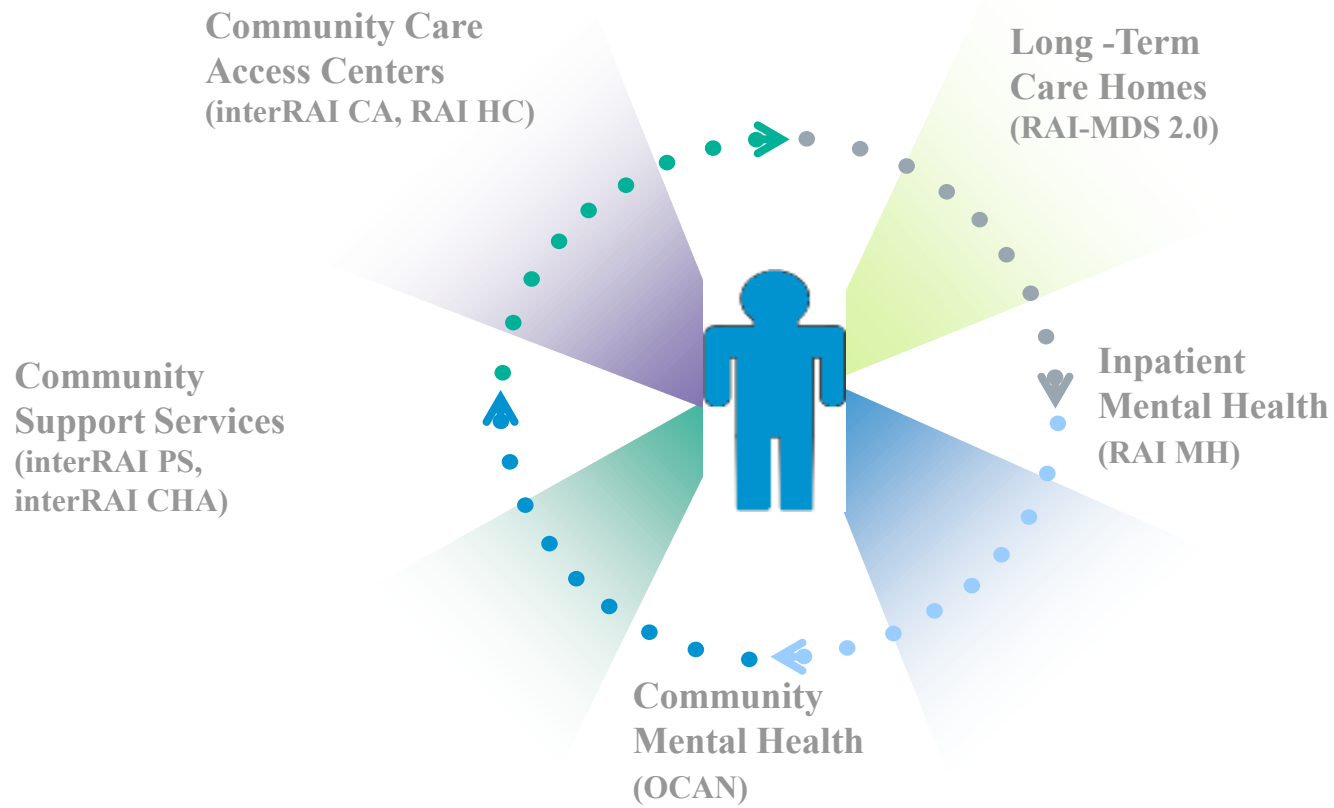 Community Care
Access Centers
(interRAI CA, RAI HC)
Long -Term
Care Homes
(RAI-MDS 2.0)
Inpatient
Mental Health
(RAI MH)
Community
Support Services
(interRAI PS,
interRAI CHA)
Community
Mental Health
(OCAN)